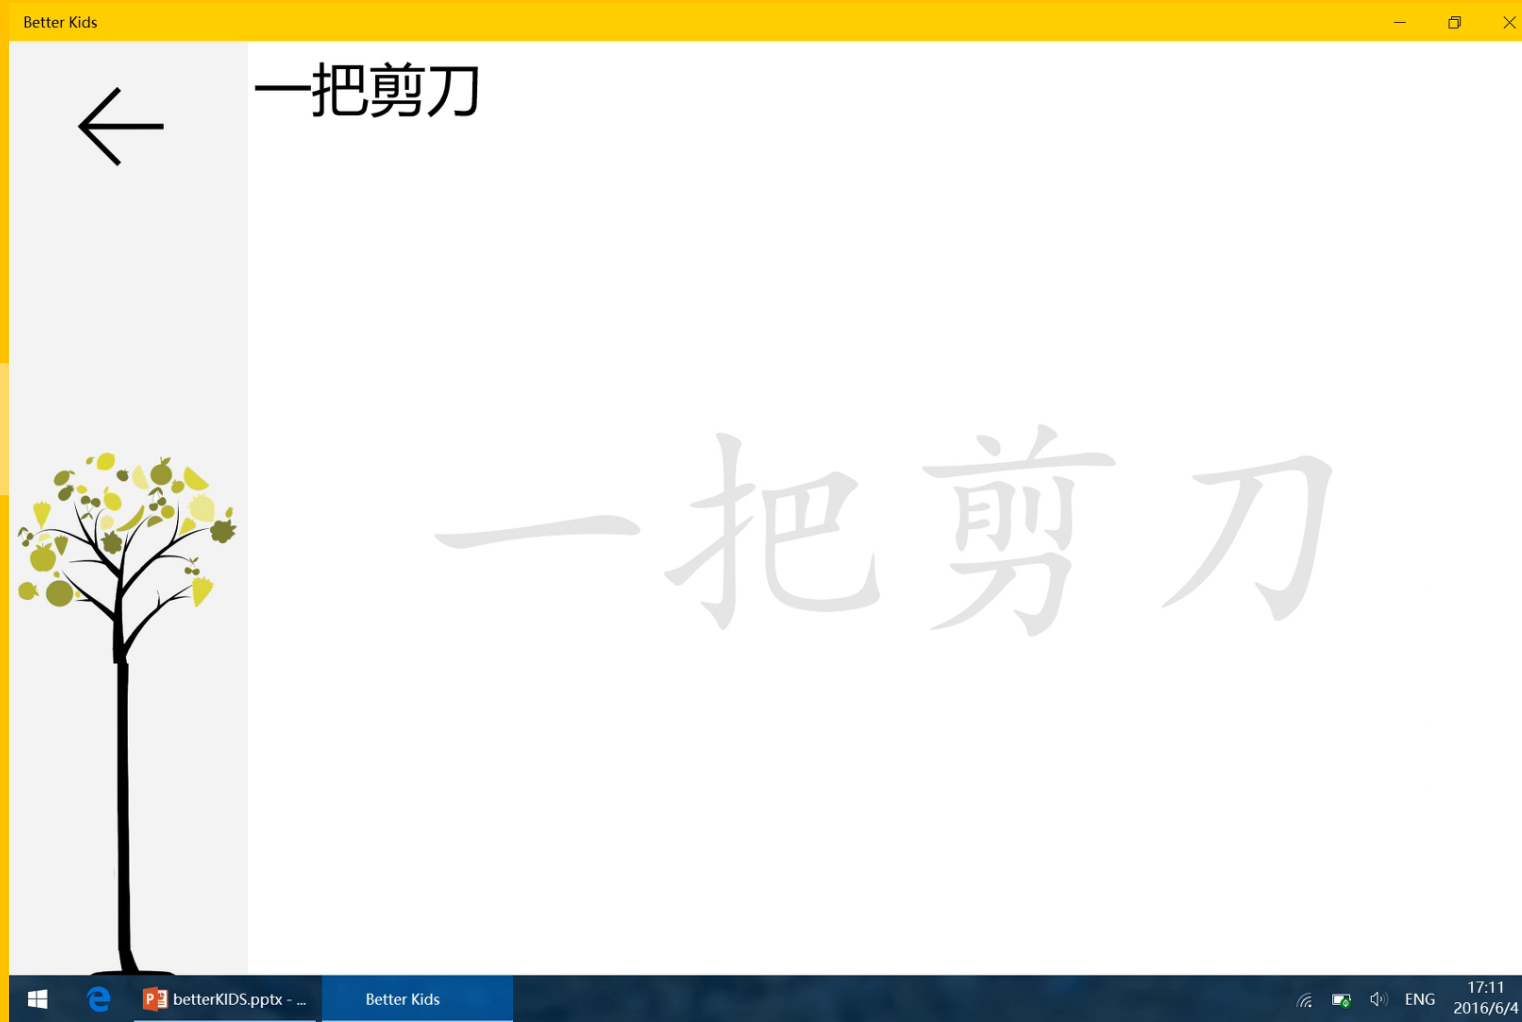 Better Kids
一把剪刀
一把剪刀
betterKIDS.pptx - ...
Better Kids
ENG
17:11
2016/6/4